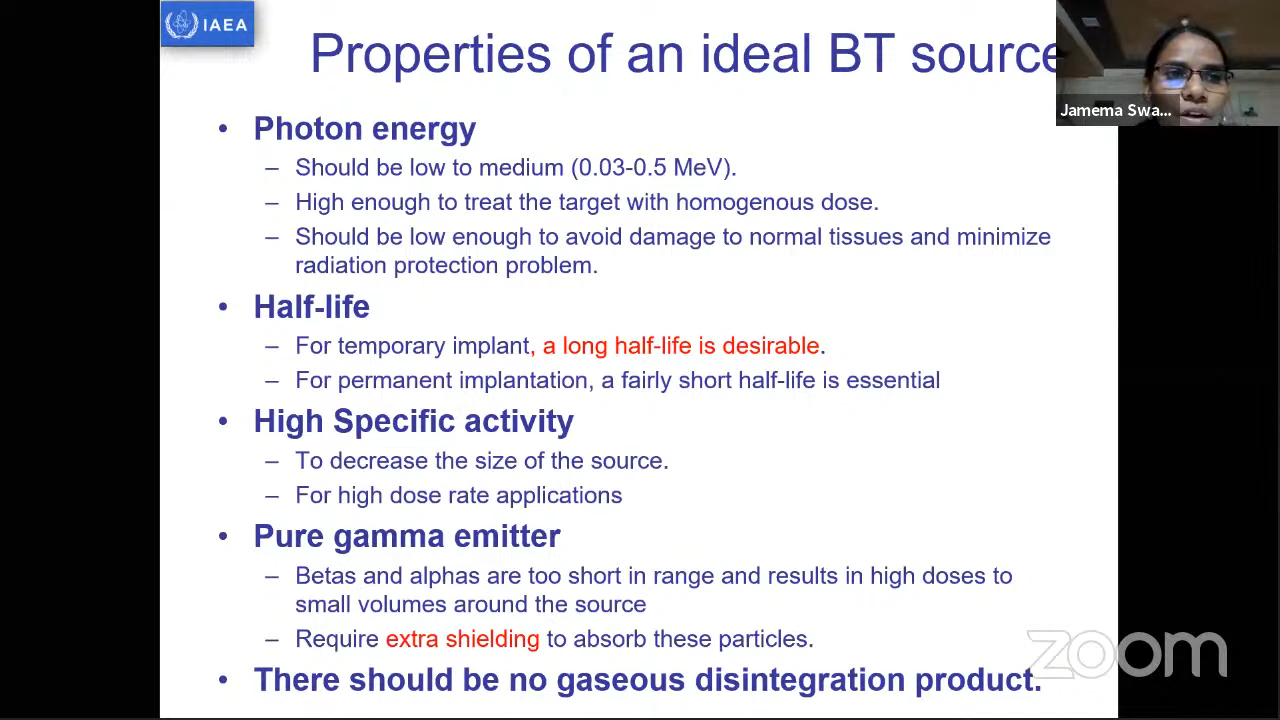 IAEA
Properties of an ideal BT source
Jamema Swa...
• Photon energy
– Should be low to medium (0.03-0.5 MeV).
– High enough to treat the target with homogenous dose.
– Should be low enough to avoid damage to normal tissues and minimize
radiation protection problem.
• Half-life
– For temporary implant, a long half-life is desirable.
– For permanent implantation, a fairly short half-life is essential
• High Specific activity
– To decrease the size of the source.
– For high dose rate applications
• Pure gamma emitter
– Betas and alphas are too short in range and results in high doses to
small volumes around the source
– Require extra shielding to absorb these particles.
• There should be no gaseous disintegration product.
zoom